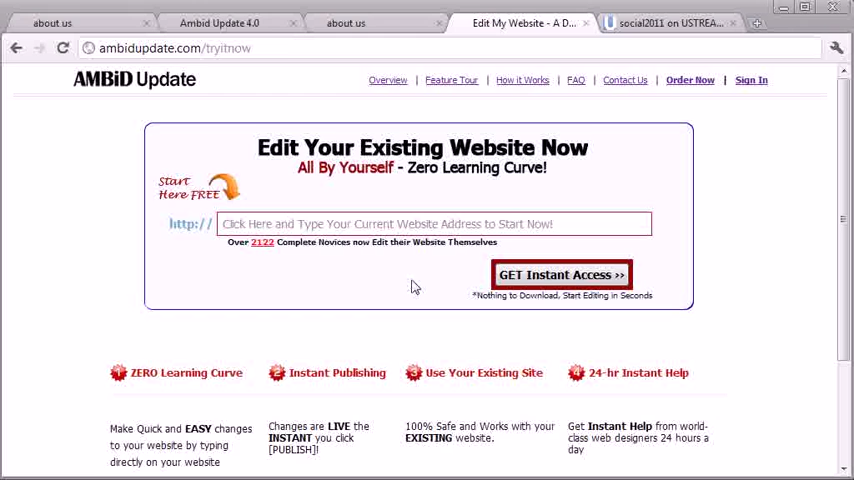 about us
Ambid Update 4.0
about us
Edit My Website - A D...
social2011 on USTREA...
ambidupdate.com/tryitnow
AMBiD Update
Overview | Feature Tour | How it Works | FAQ | Contact Us | Order Now | Sign In
Edit Your Existing Website Now
All By Yourself - Zero Learning Curve!
Start
Here FREE
http:// Click Here and Type Your Current Website Address to Start Now!
Over 2122 Complete Novices now Edit their Website Themselves
GET Instant Access >>
*Nothing to Download, Start Editing in Seconds
1 ZERO Learning Curve
Make Quick and EASY changes
to your website by typing
directly on your website
2 Instant Publishing
Changes are LIVE the
INSTANT you click
[PUBLISH]!
3 Use Your Existing Site
100% Safe and Works with your
EXISTING website.
4 24-hr Instant Help
Get Instant Help from world-
class web designers 24 hours a
day